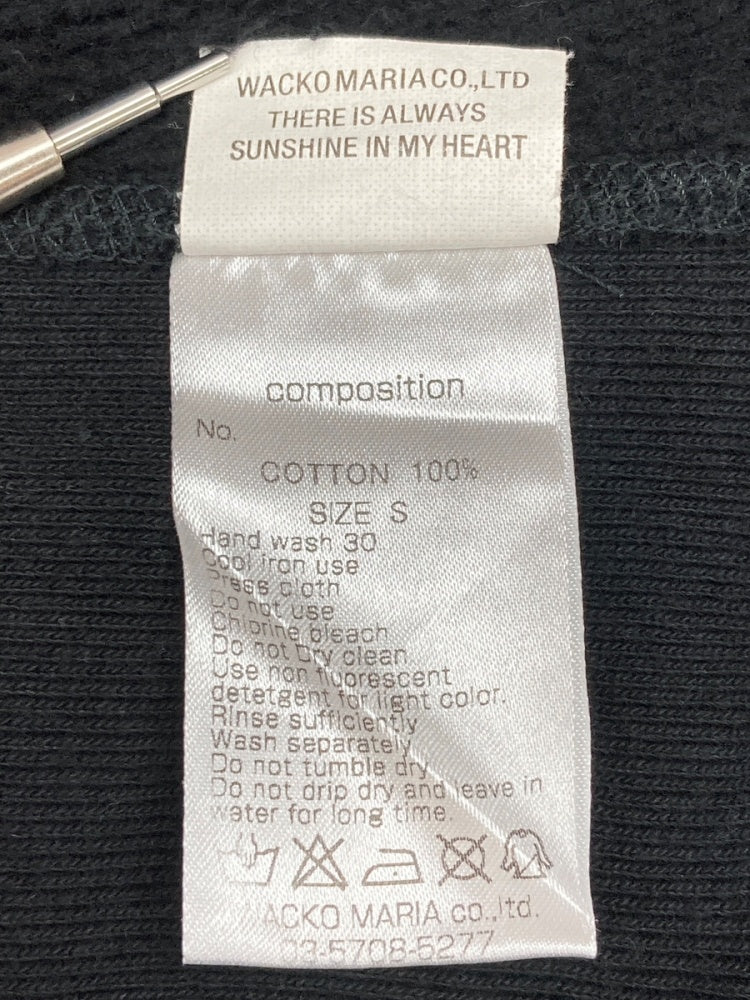 WACKO MARIA CO.,LTD
THERE IS ALWAYS
SUNSHINE IN MY HEART
composition
No.
COTTON 100%
SIZE S
Hand wash 30
Cool iron use
Press cloth
Do not use
Chlorine bleach
Do not Dry clean
Use non fluorescent
detetgent for light color.
Rinse sufficiently
Wash separately
Do not tumble dry
Do not drip dry and leave in
water for long time.
WACKO MARIA co.,ltd.
03-5708-5277